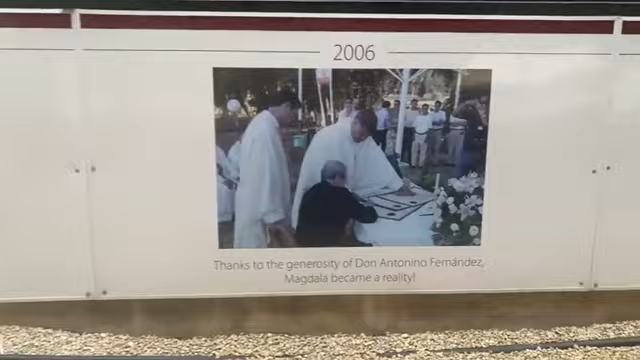 2006
Thanks to the generosity of Don Antonino Fernández,
Magdala became a reality!